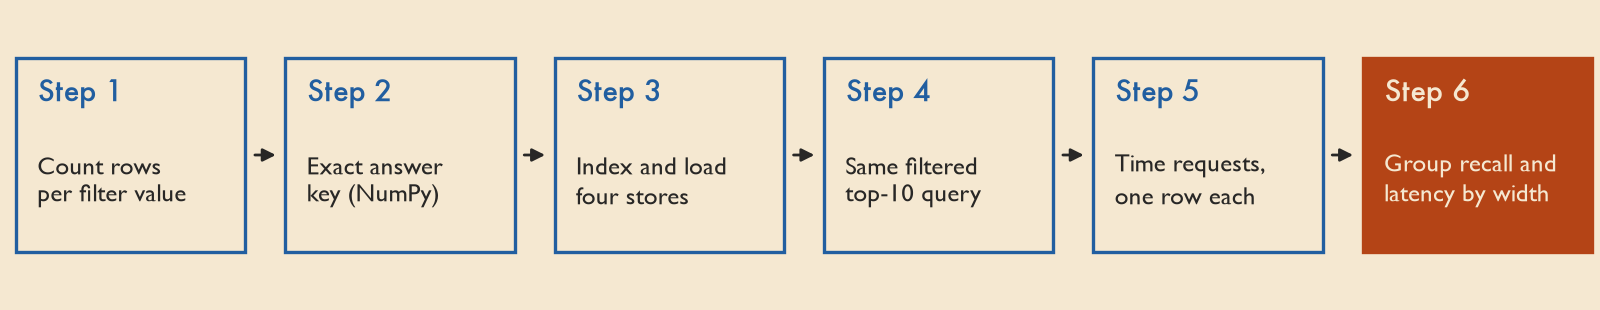 Step 1
Count rows
per filter value
Step 2
Exact answer
key (NumPy)
Step 3
Index and load
four stores
Step 4
Same filtered
top-10 query
Step 5
Time requests,
one row each
Step 6
Group recall and
latency by width